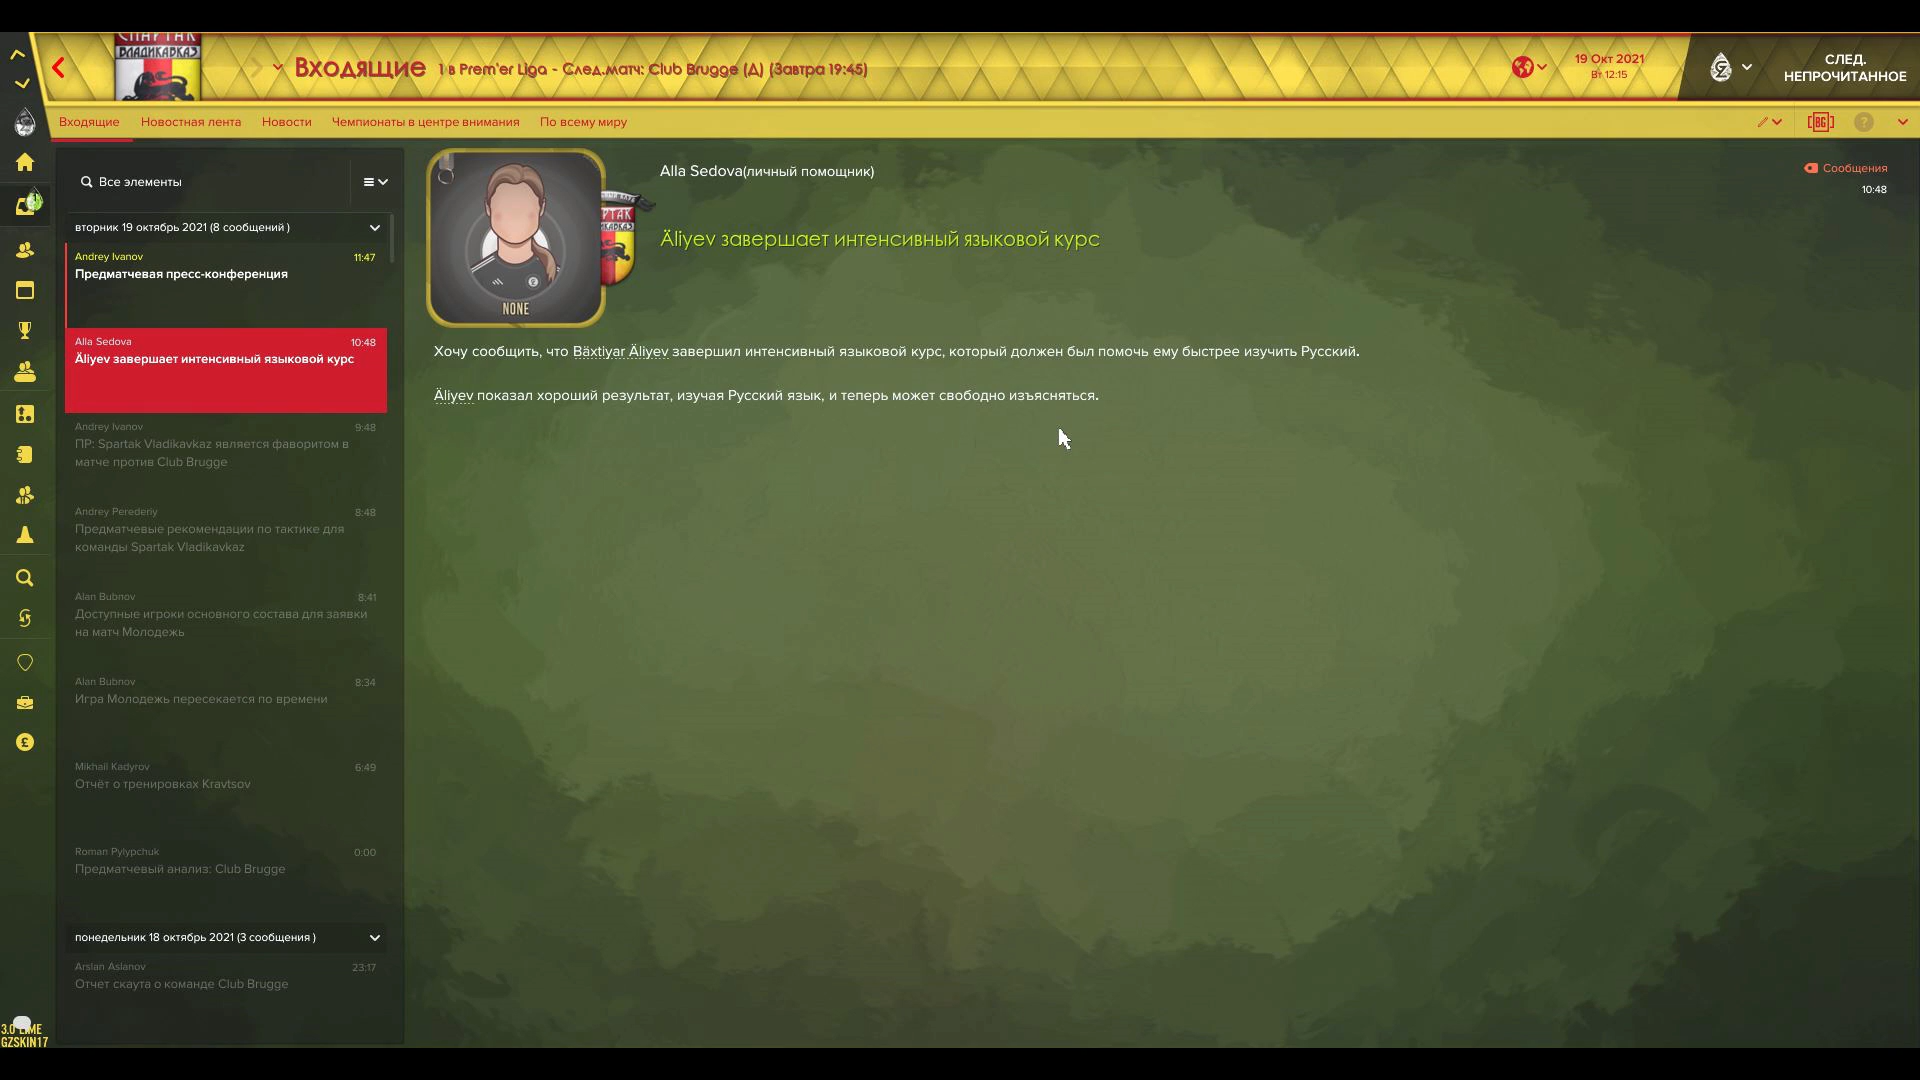 СПАРТАК
ВЛАДИКАВКАЗ
Входящие 1 в Prem'er Liga - След.матч: Club Brugge (Д) (Завтра 19:45)
19 Окт 2021
Вт 12:15
СЛЕД.
НЕПРОЧИТАННОЕ
Входящие Новостная лента Новости Чемпионаты в центре внимания По всему миру
BG
?
Все элементы
вторник 19 октябрь 2021 (8 сообщений )
Andrey Ivanov 11:47
Предматчевая пресс-конференция
Alla Sedova 10:48
Äliyev завершает интенсивный языковой курс
Andrey Ivanov 9:48
ПР: Spartak Vladikavkaz является фаворитом в
матче против Club Brugge
Andrey Perederiy 8:48
Предматчевые рекомендации по тактике для
команды Spartak Vladikavkaz
Alan Bubnov 8:41
Доступные игроки основного состава для заявки
на матч Молодежь
Alan Bubnov 8:34
Игра Молодежь пересекается по времени
Mikhail Kadyrov 6:49
Отчёт о тренировках Kravtsov
Roman Pylypchuk 0:00
Предматчевый анализ: Club Brugge
понедельник 18 октябрь 2021 (3 сообщения )
Arslan Aslanov 23:17
Отчет скаута о команде Club Brugge
NONE
Alla Sedova(личный помощник)
Сообщения
10:48
Äliyev завершает интенсивный языковой курс
Хочу сообщить, что Bäxtiyar Äliyev завершил интенсивный языковой курс, который должен был помочь ему быстрее изучить Русский.
Äliyev показал хороший результат, изучая Русский язык, и теперь может свободно изъясняться.
£
3.0 LIME
GZSKIN17